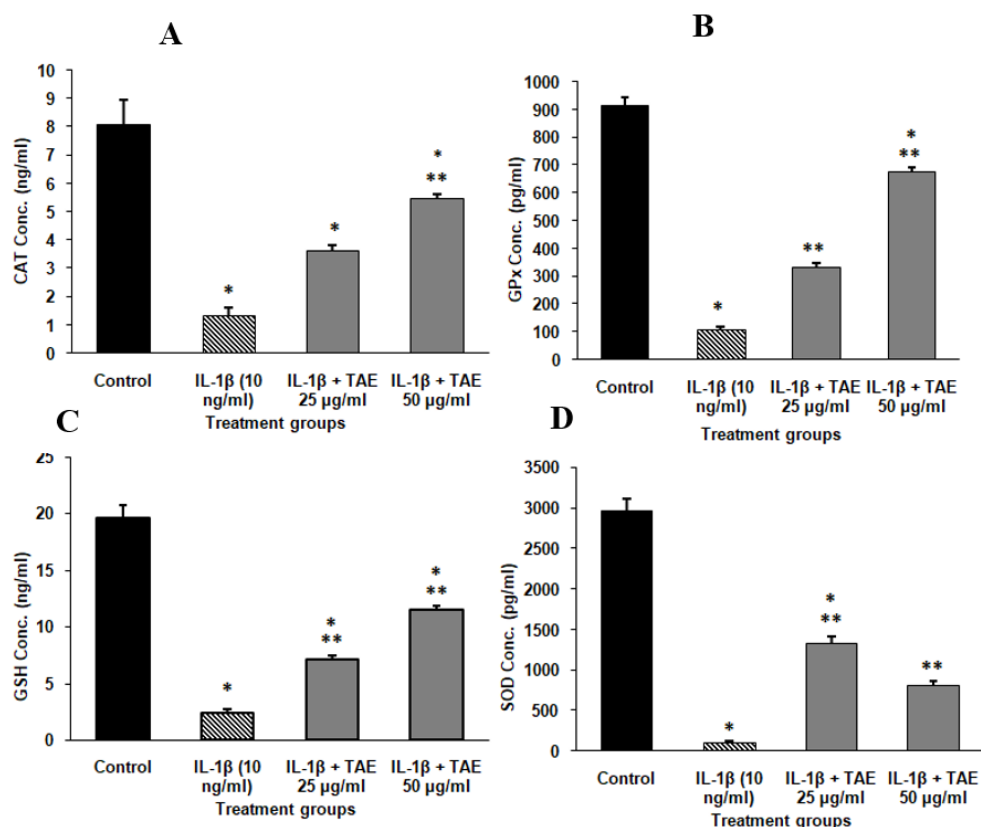 A
10
9
8
7
6
5
4
3
2
1
0
CAT Conc. (ng/ml)
*
*
*
**
Control
IL-1β (10 ng/ml)
IL-1β + TAE 25 µg/ml
IL-1β + TAE 50 µg/ml
Treatment groups
B
1000
900
800
700
600
500
400
300
200
100
0
GPx Conc. (pg/ml)
*
**
*
**
Control
IL-1β (10 ng/ml)
IL-1β + TAE 25 µg/ml
IL-1β + TAE 50 µg/ml
Treatment groups
C
25
20
15
10
5
0
GSH Conc. (ng/ml)
*
*
**
*
**
Control
IL-1β (10 ng/ml)
IL-1β + TAE 25 µg/ml
IL-1β + TAE 50 µg/ml
Treatment groups
D
3500
3000
2500
2000
1500
1000
500
0
SOD Conc. (pg/ml)
*
*
**
**
Control
IL-1β (10 ng/ml)
IL-1β + TAE 25 µg/ml
IL-1β + TAE 50 µg/ml
Treatment groups